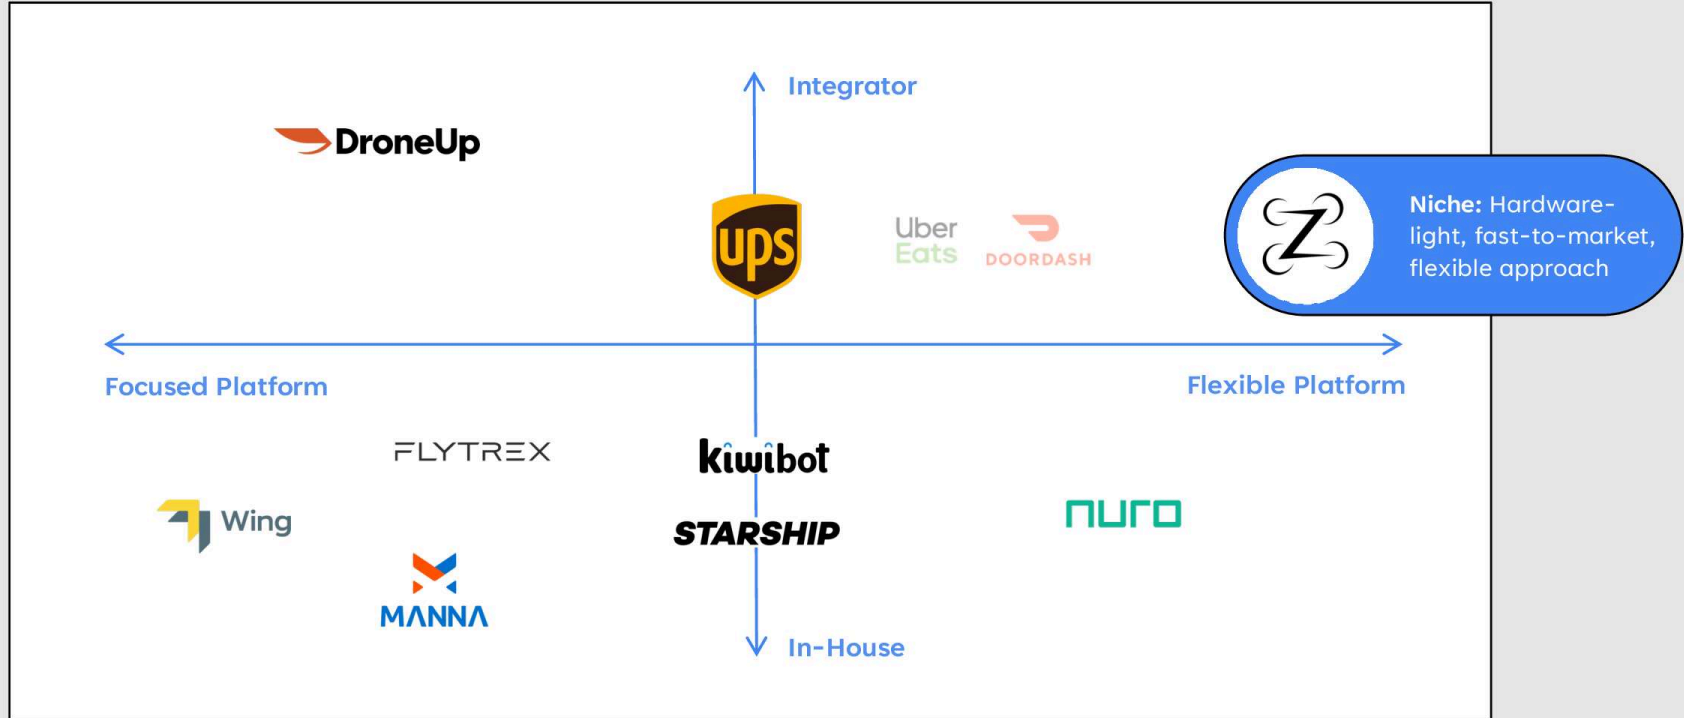 Integrator
DroneUp
ups
Uber
Eats
DOORDASH
Z
Niche: Hardware-
light, fast-to-market,
flexible approach
Focused Platform
Flexible Platform
FLYTREX
kiwibot
Wing
STARSHIP
nuro
MANNA
In-House